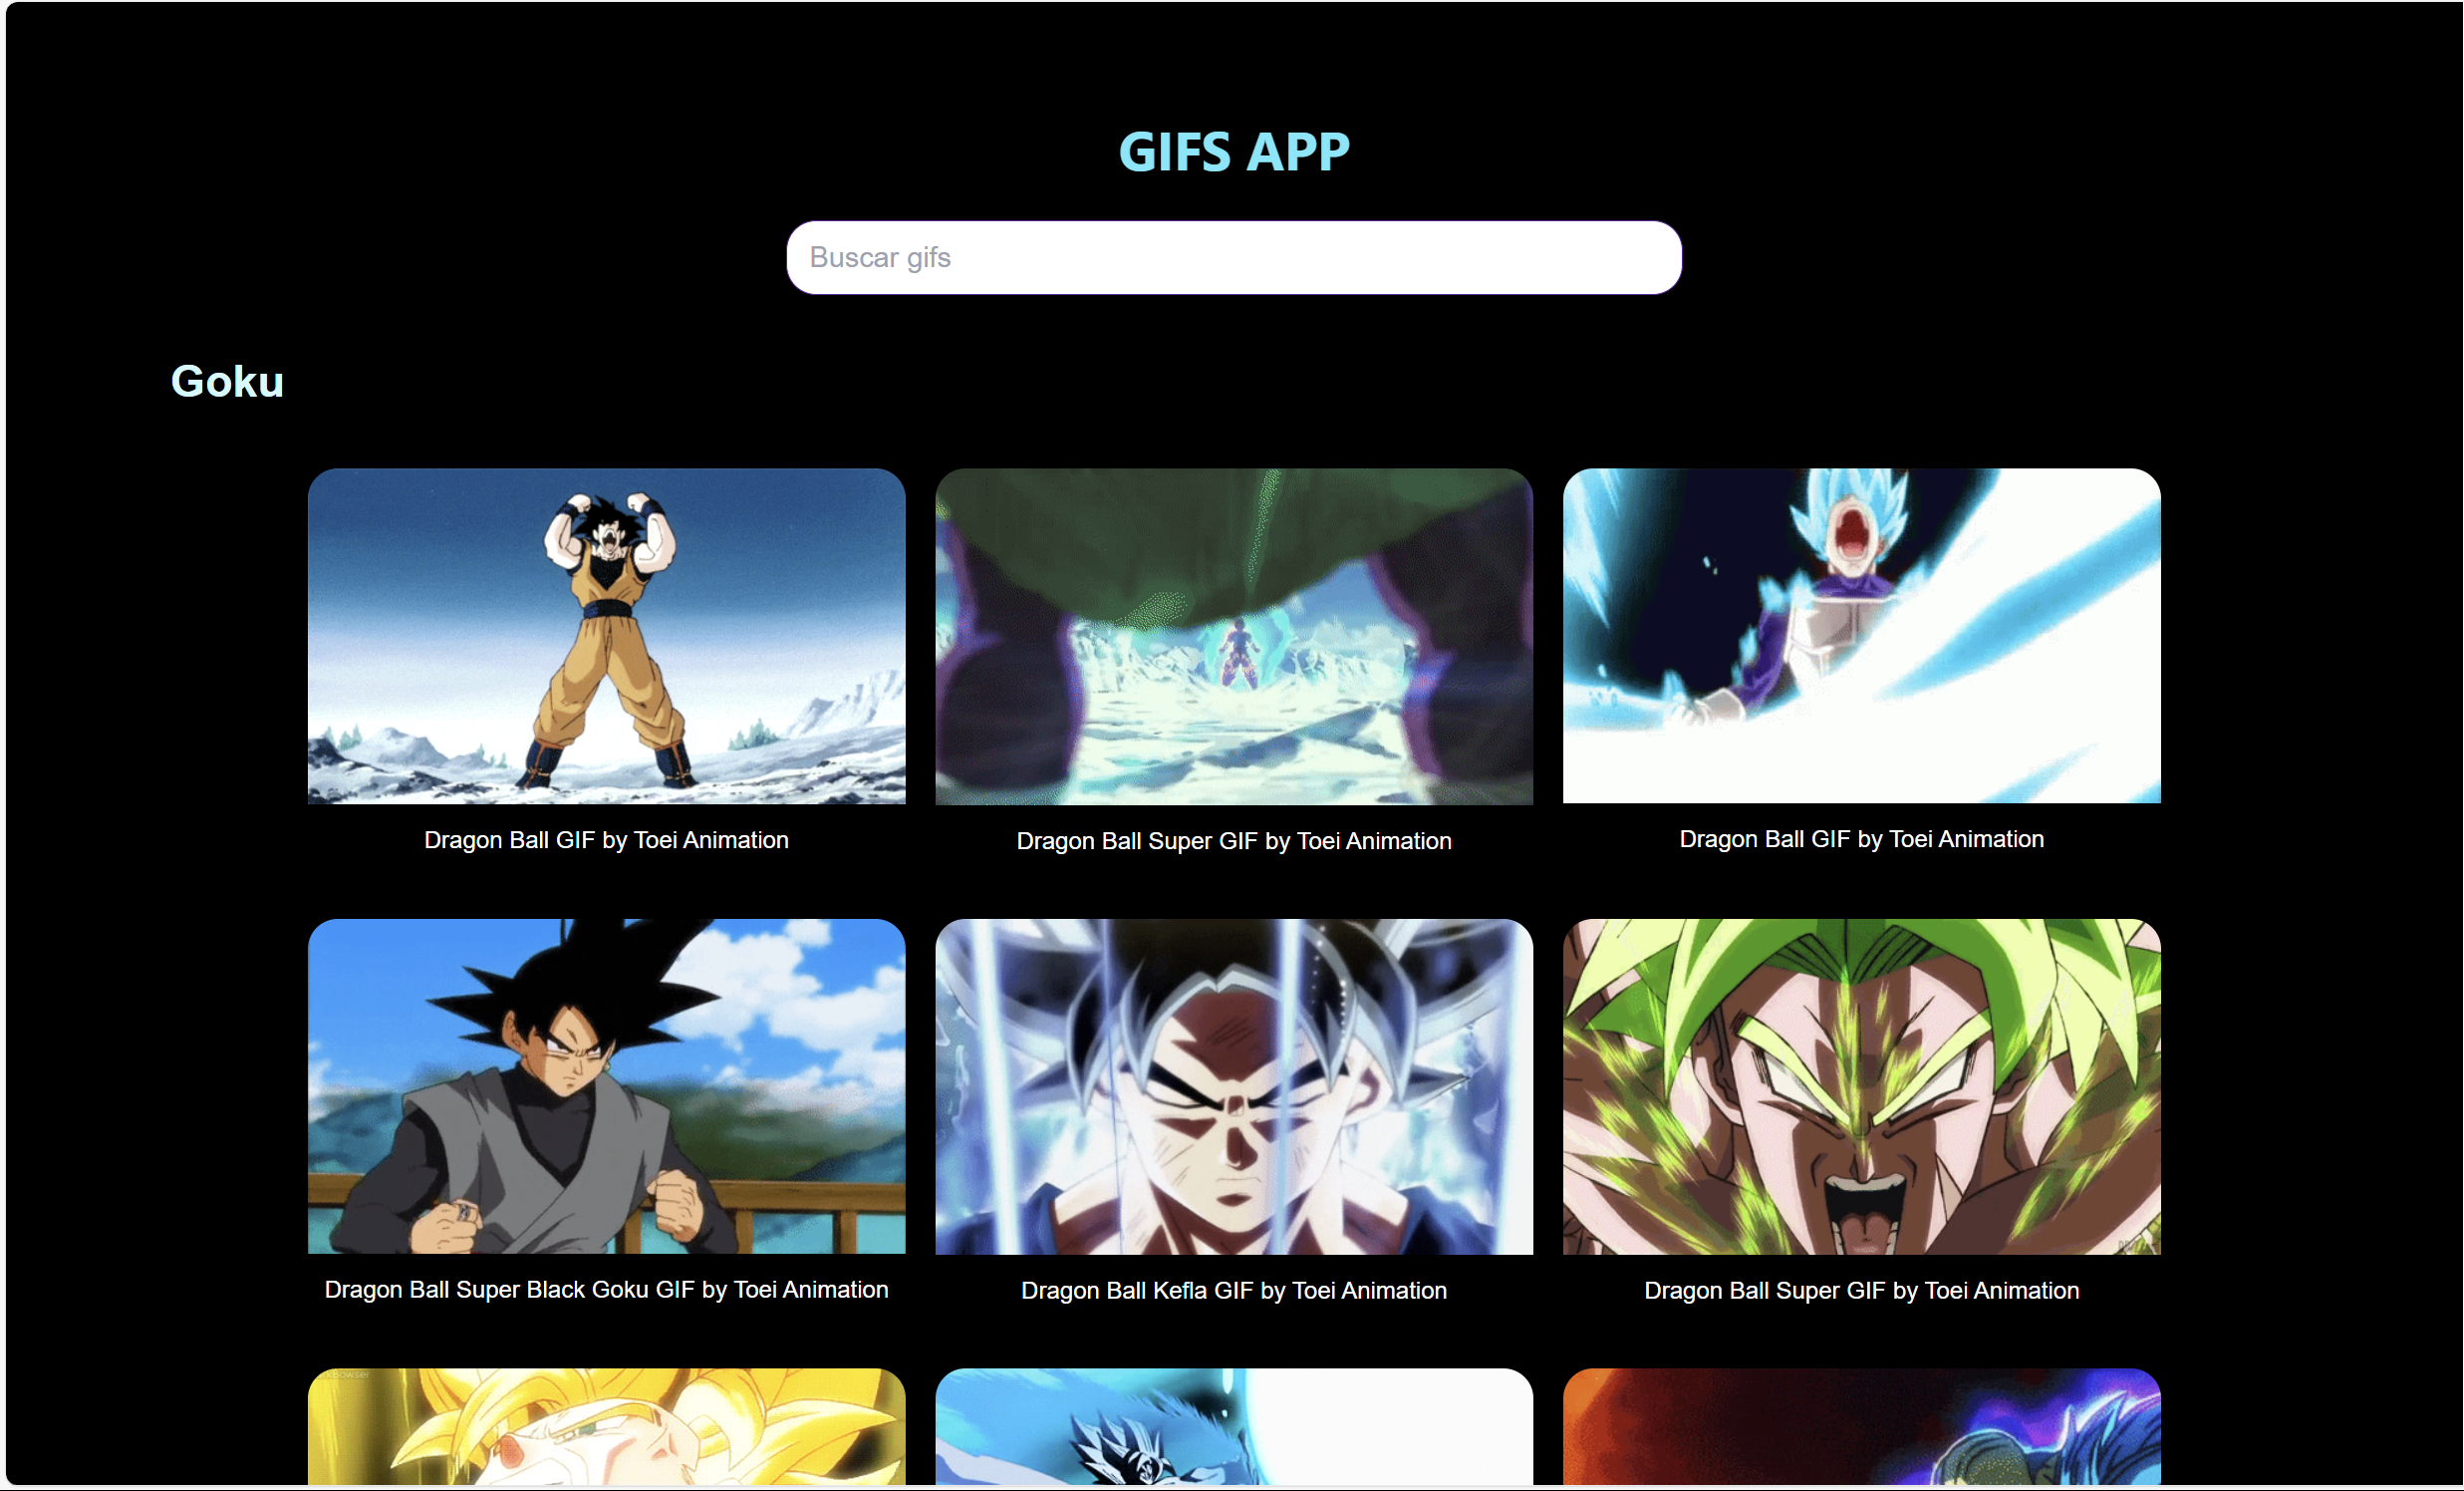 GIFS APP
Buscar gifs
Goku
Dragon Ball GIF by Toei Animation
Dragon Ball Super GIF by Toei Animation
Dragon Ball GIF by Toei Animation
Dragon Ball Super Black Goku GIF by Toei Animation
Dragon Ball Kefla GIF by Toei Animation
Dragon Ball Super GIF by Toei Animation